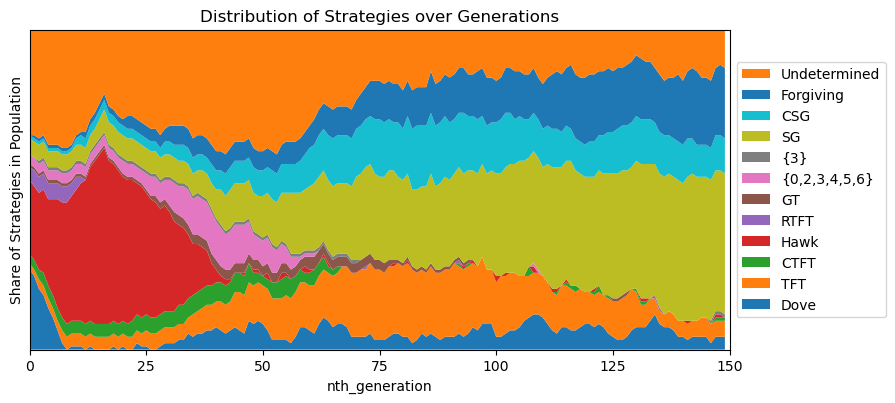 Distribution of Strategies over Generations
Share of Strategies in Population
Undetermined
Forgiving
CSG
SG
{3}
{0,2,3,4,5,6}
GT
RTFT
Hawk
CTFT
TFT
Dove
0 25 50 75 100 125 150
nth_generation